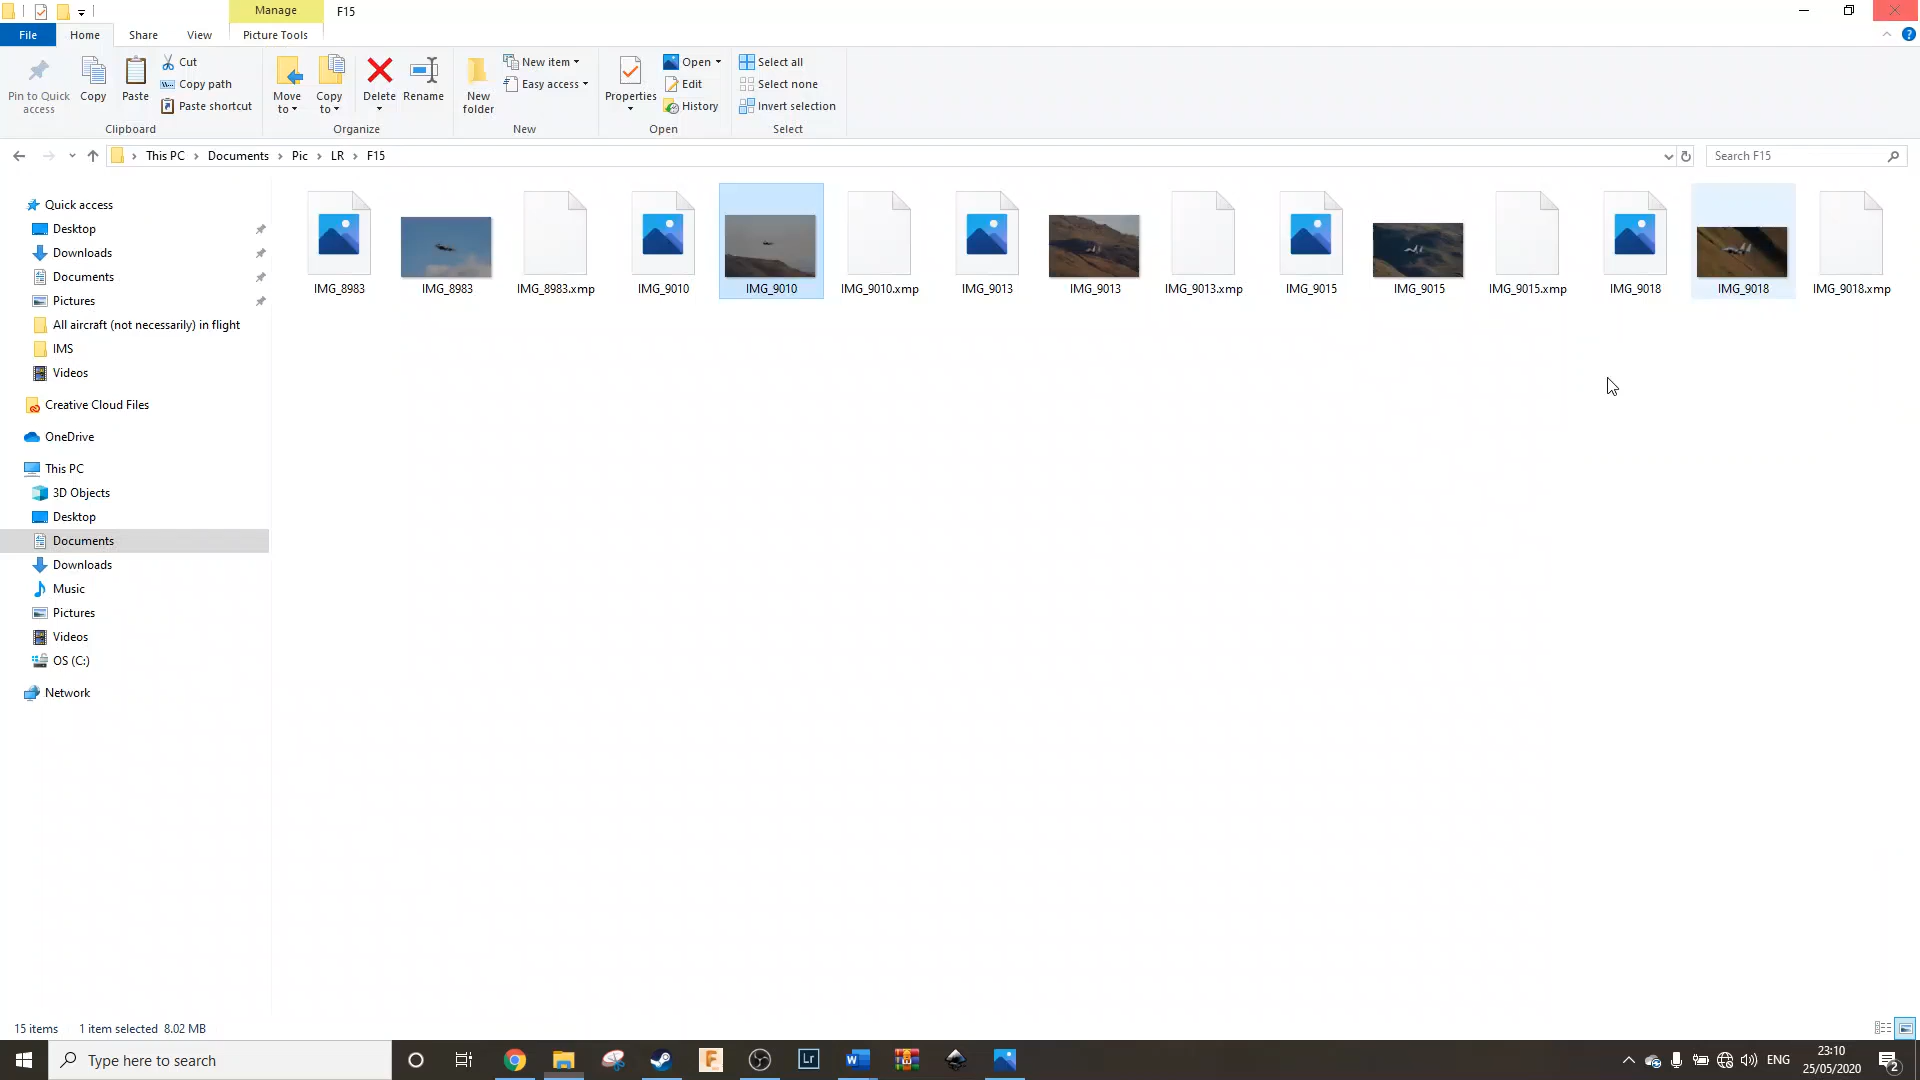 Manage
F15
File
Home
Share
View
Picture Tools
Pin to Quick access
Copy
Paste
Cut
Copy path
Paste shortcut
Clipboard
Move to
Copy to
Delete
Rename
Organize
New folder
New item
Easy access
New
Properties
Open
Edit
History
Open
Select all
Select none
Invert selection
Select
This PC
Documents
Pic
LR
F15
Search F15
Quick access
Desktop
Downloads
Documents
Pictures
All aircraft (not necessarily) in flight
IMS
Videos
Creative Cloud Files
OneDrive
This PC
3D Objects
Desktop
Documents
Downloads
Music
Pictures
Videos
OS (C:)
Network
IMG_8983
IMG_8983
IMG_8983.xmp
IMG_9010
IMG_9010
IMG_9010.xmp
IMG_9013
IMG_9013
IMG_9013.xmp
IMG_9015
IMG_9015
IMG_9015.xmp
IMG_9018
IMG_9018
IMG_9018.xmp
15 items
1 item selected 8.02 MB
Type here to search
Lr
ENG
23:10
25/05/2020
2